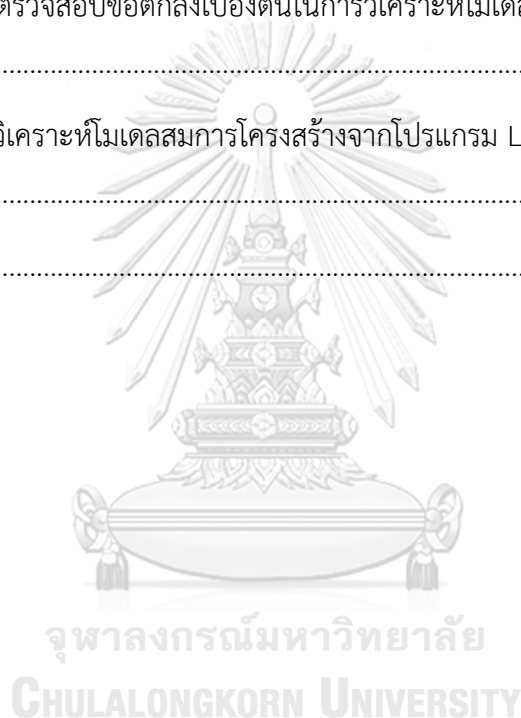 ตรวจสอบข้อตกลงเบื้องต้นในการวิเคราะห์โมเดล
................................................................................
วิเคราะห์โมเดลสมการโครงสร้างจากโปรแกรม L
................................................................................
................................................................................
จุฬาลงกรณ์มหาวิทยาลัย
CHULALONGKORN UNIVERSITY